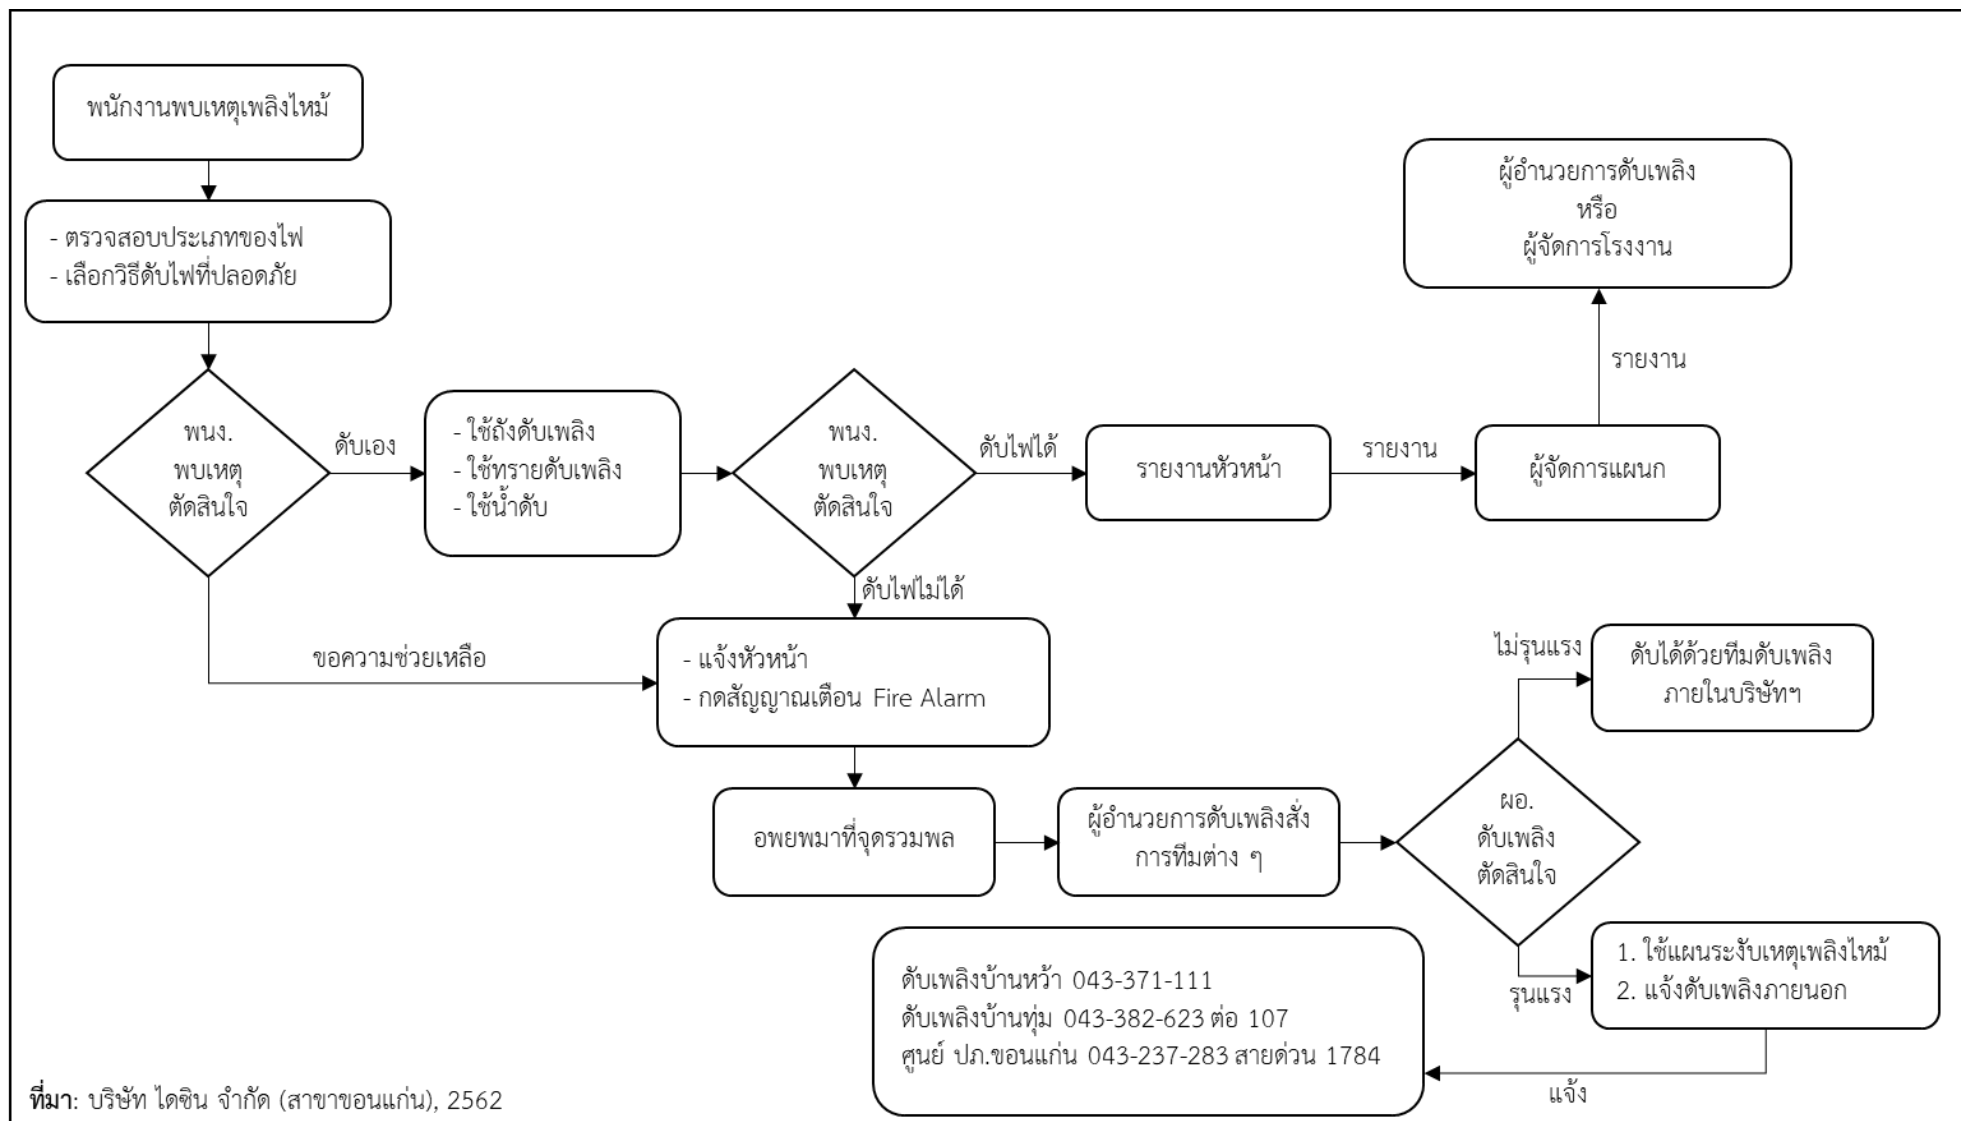 พนักงานพบเหตุเพลิงไหม้
- ตรวจสอบประเภทของไฟ
- เลือกวิธีดับไฟที่ปลอดภัย
พนง.
พบเหตุ
ตัดสินใจ
ดับเอง
- ใช้ถังดับเพลิง
- ใช้ทรายดับเพลิง
- ใช้น้ำดับ
พนง.
พบเหตุ
ตัดสินใจ
ดับไฟได้
รายงานหัวหน้า
รายงาน
ผู้จัดการแผนก
รายงาน
ผู้อำนวยการดับเพลิง
หรือ
ผู้จัดการโรงงาน
ดับไฟไม่ได้
ขอความช่วยเหลือ
- แจ้งหัวหน้า
- กดสัญญาณเตือน Fire Alarm
อพยพมาที่จุดรวมพล
ผู้อำนวยการดับเพลิงสั่ง
การทีมต่าง ๆ
ผอ.
ดับเพลิง
ตัดสินใจ
ไม่รุนแรง
ดับได้ด้วยทีมดับเพลิง
ภายในบริษัทฯ
รุนแรง
1. ใช้แผนระงับเหตุเพลิงไหม้
2. แจ้งดับเพลิงภายนอก
แจ้ง
ดับเพลิงบ้านหว้า 043-371-111
ดับเพลิงบ้านทุ่ม 043-382-623 ต่อ 107
ศูนย์ ปภ.ขอนแก่น 043-237-283 สายด่วน 1784
ที่มา: บริษัท ไดซิน จำกัด (สาขาขอนแก่น), 2562